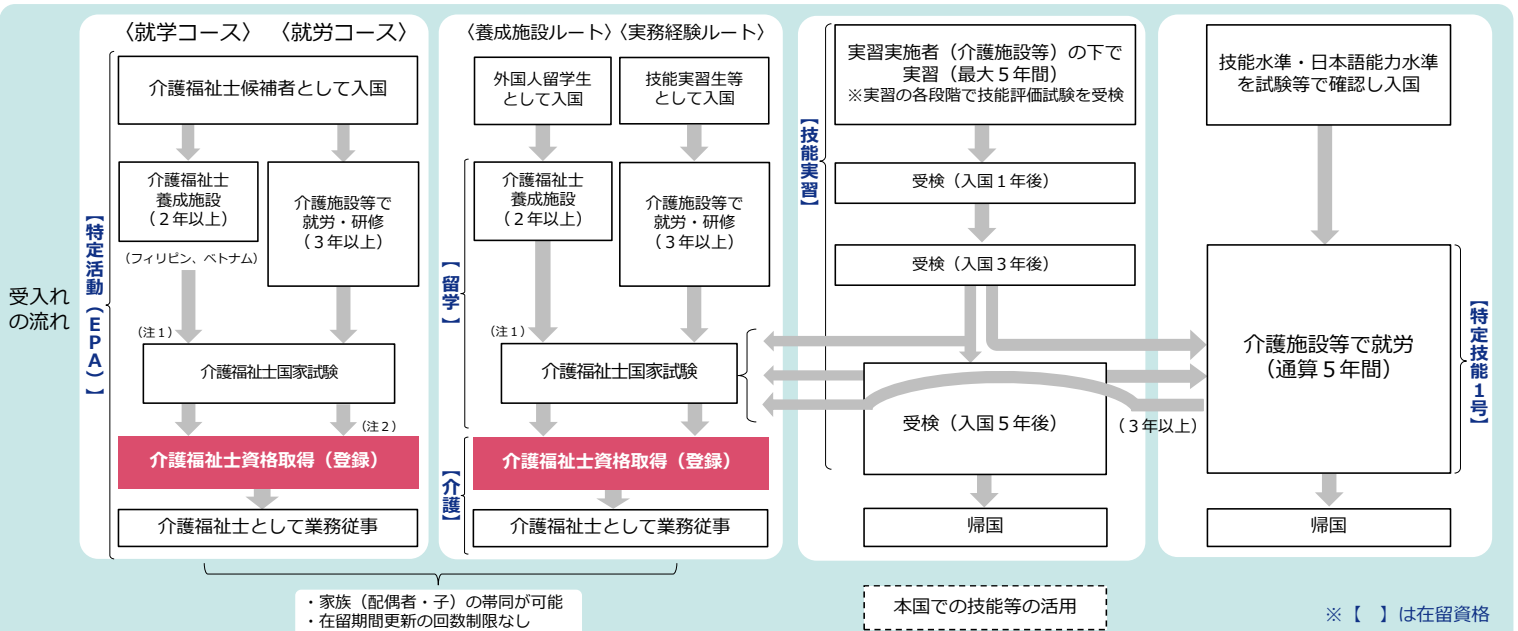 受入れ
の流れ
〈就学コース〉 〈就労コース〉
介護福祉士候補者として入国
介護福祉士
養成施設
(２年以上)
(フィリピン、ベトナム)
介護施設等で
就労・研修
(３年以上)
【特定活動(ＥＰＡ)】
(注１)
介護福祉士国家試験
(注２)
介護福祉士資格取得（登録）
介護福祉士として業務従事
〈養成施設ルート〉〈実務経験ルート〉
外国人留学生
として入国
技能実習生等
として入国
介護福祉士
養成施設
(２年以上)
介護施設等で
就労・研修
(３年以上)
【留学】
(注１)
介護福祉士国家試験
【介護】
介護福祉士資格取得（登録）
介護福祉士として業務従事
・家族（配偶者・子）の帯同が可能
・在留期間更新の回数制限なし
【技能実習】
実習実施者（介護施設等）の下で
実習（最大５年間）
※実習の各段階で技能評価試験を受検
受検（入国１年後）
受検（入国３年後）
受検（入国５年後）
帰国
本国での技能等の活用
技能水準・日本語能力水準
を試験等で確認し入国
介護施設等で就労
（通算５年間）
(３年以上)
【特定技能１号】
帰国
※【　】は在留資格